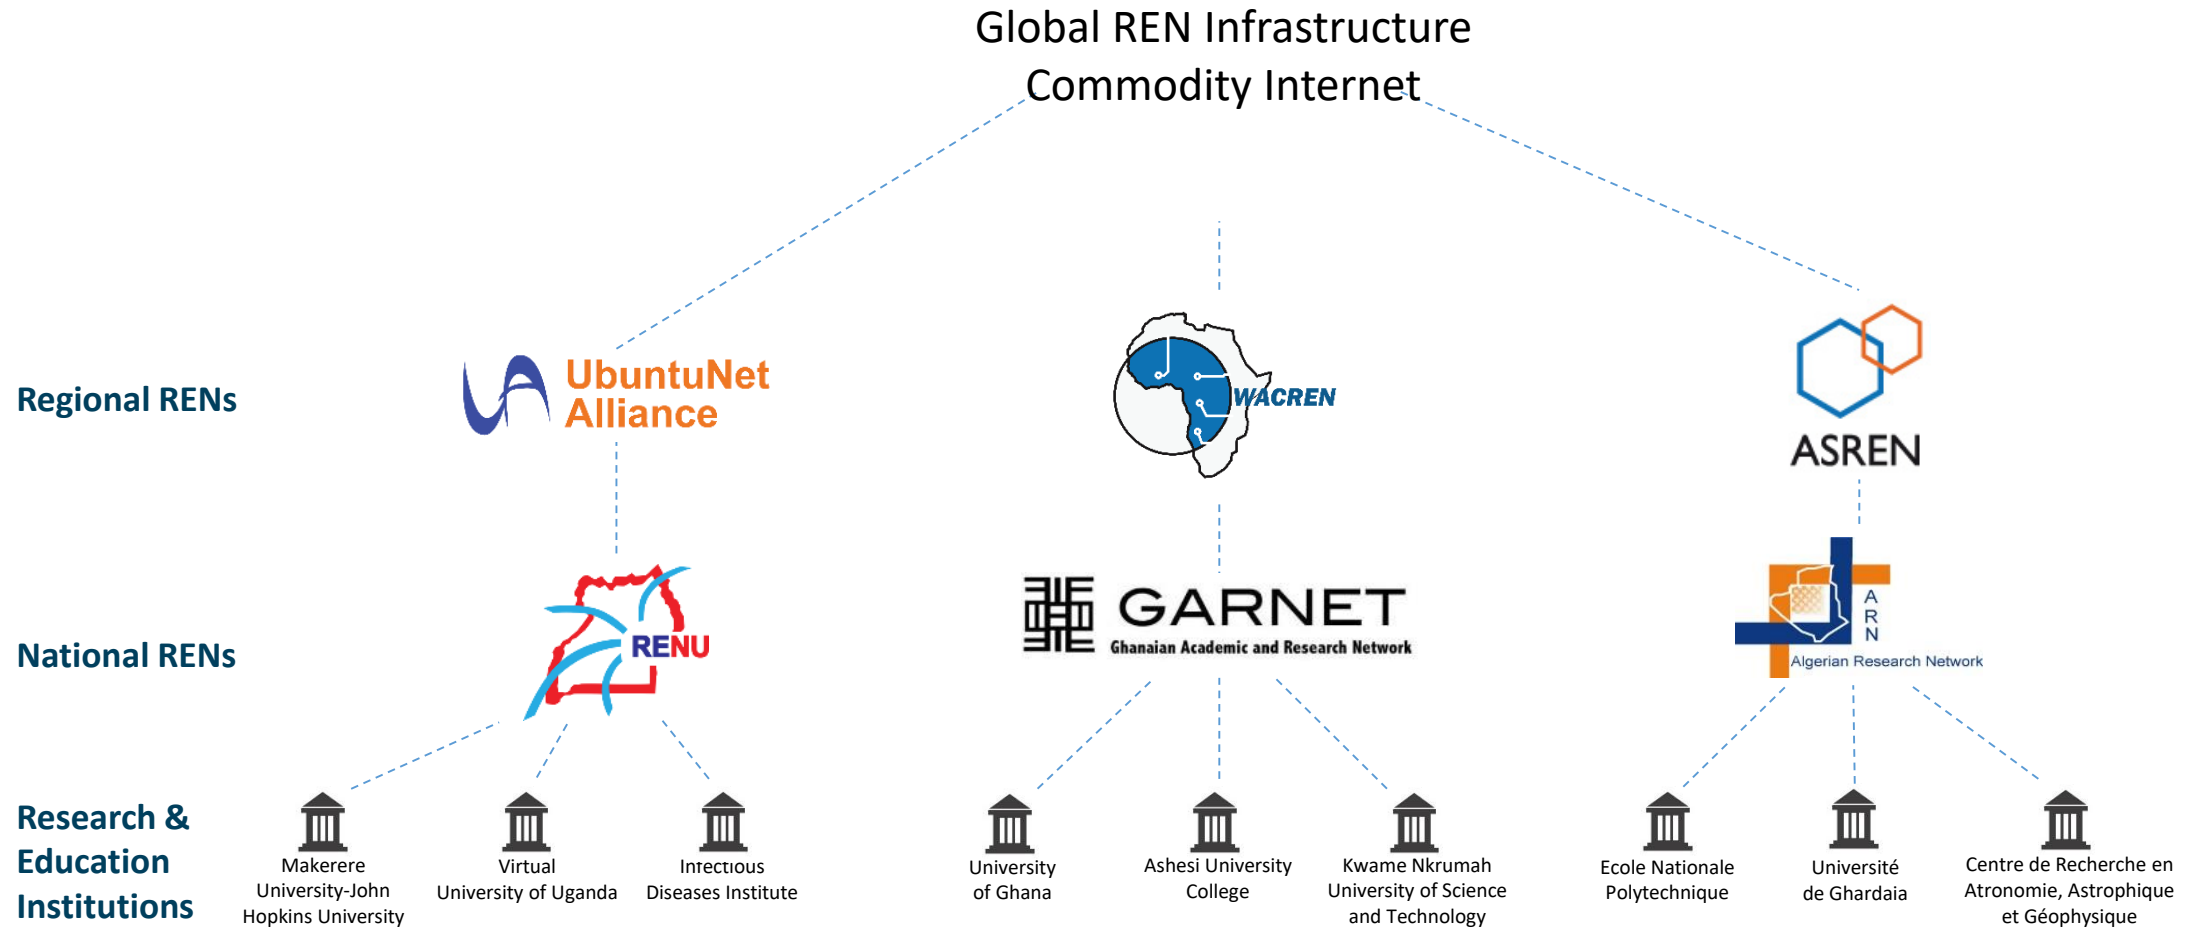 Global REN Infrastructure
Commodity Internet
Regional RENs
UbuntuNet
Alliance
WACREN
ASREN
National RENs
RENU
GARNET
Ghanaian Academic and Research Network
A
R
N
Algerian Research Network
Research &
Education
Institutions
Makerere
University-John
Hopkins University
Virtual
University of Uganda
Infectious
Diseases Institute
University
of Ghana
Ashesi University
College
Kwame Nkrumah
University of Science
and Technology
Ecole Nationale
Polytechnique
Université
de Ghardaia
Centre de Recherche en
Atronomie, Astrophique
et Géophysique